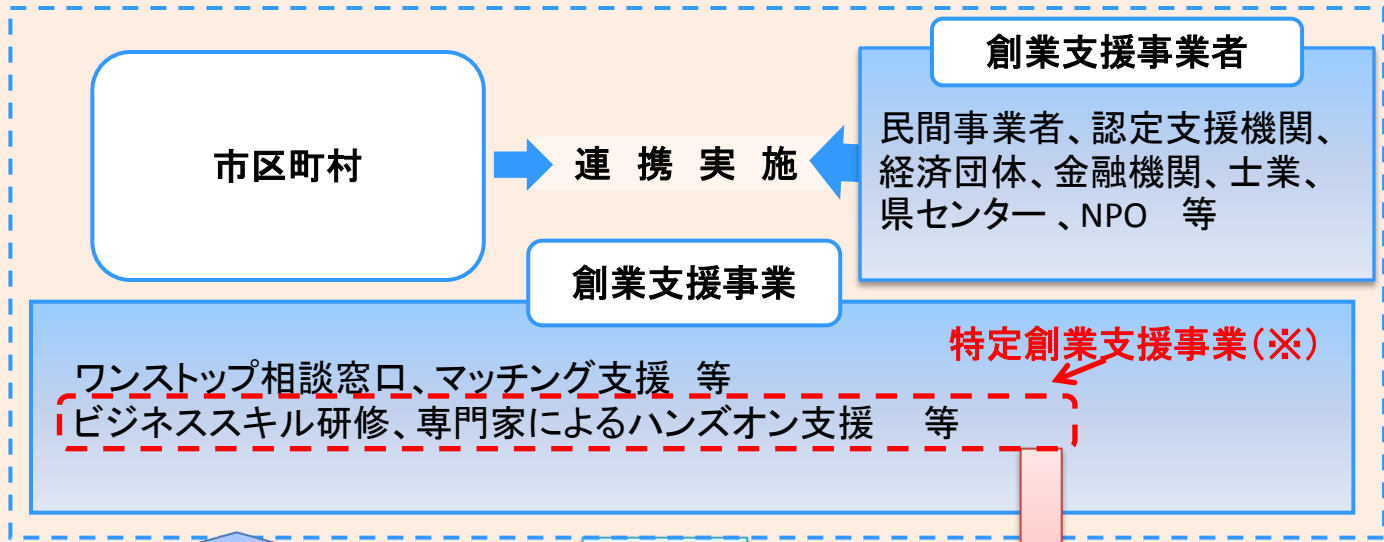 創業支援事業者
市区町村
連携実施
民間事業者、認定支援機関、
経済団体、金融機関、士業、
県センター、NPO 等
創業支援事業
特定創業支援事業(※)
ワンストップ相談窓口、マッチング支援 等
ビジネススキル研修、専門家によるハンズオン支援 等